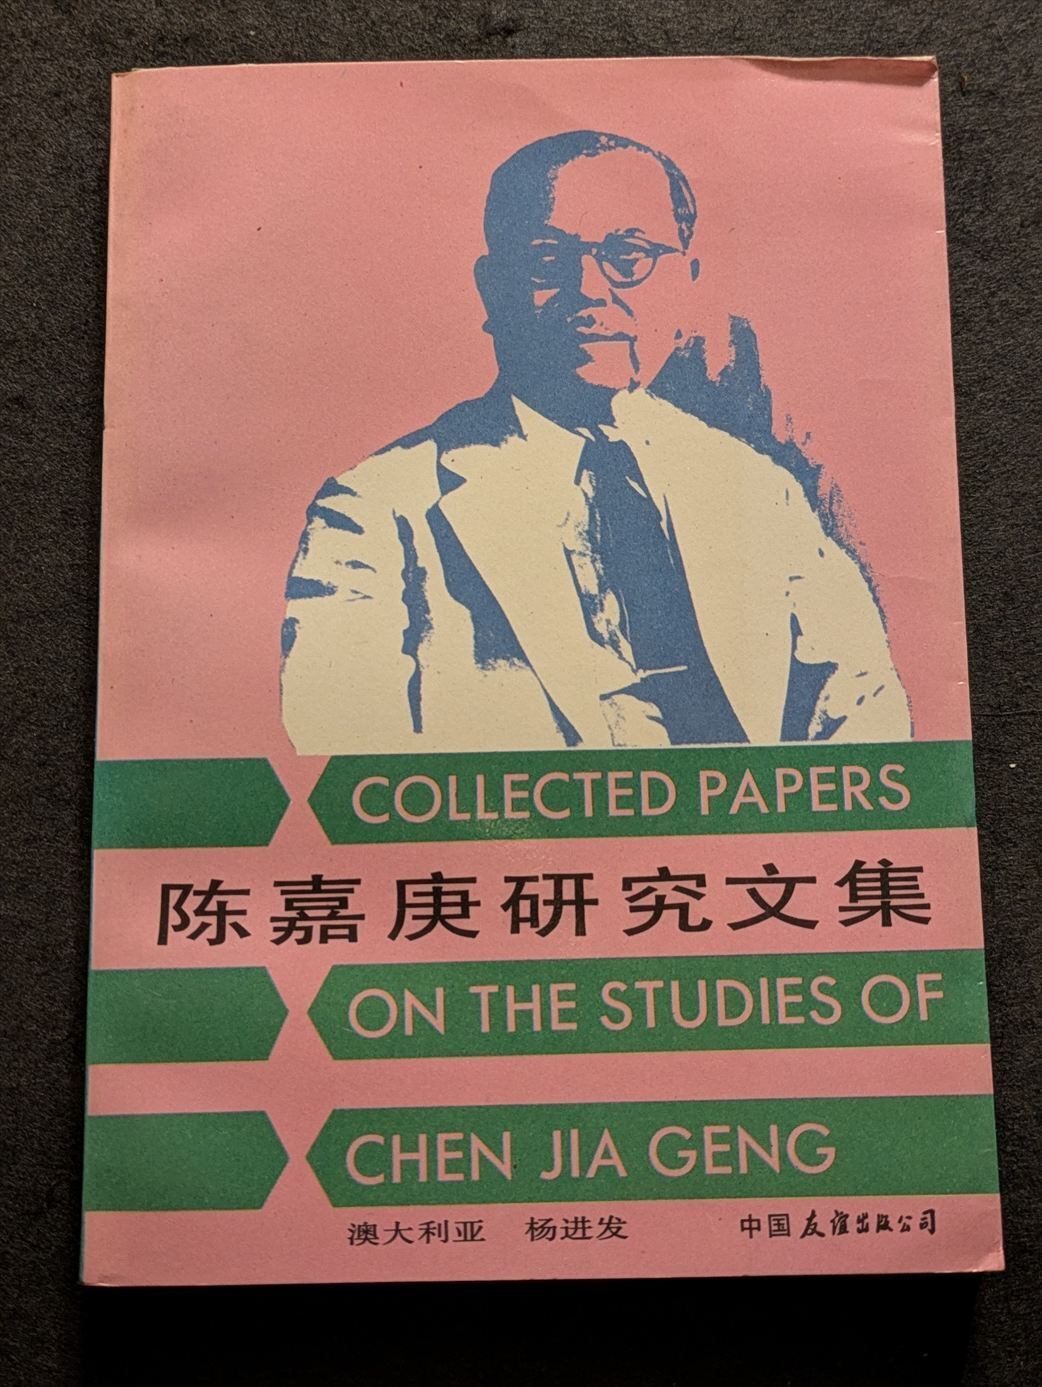 COLLECTED PAPERS
陈嘉庚研究文集
ON THE STUDIES OF
CHEN JIA GENG
澳大利亚 杨进发 中国友谊出版公司